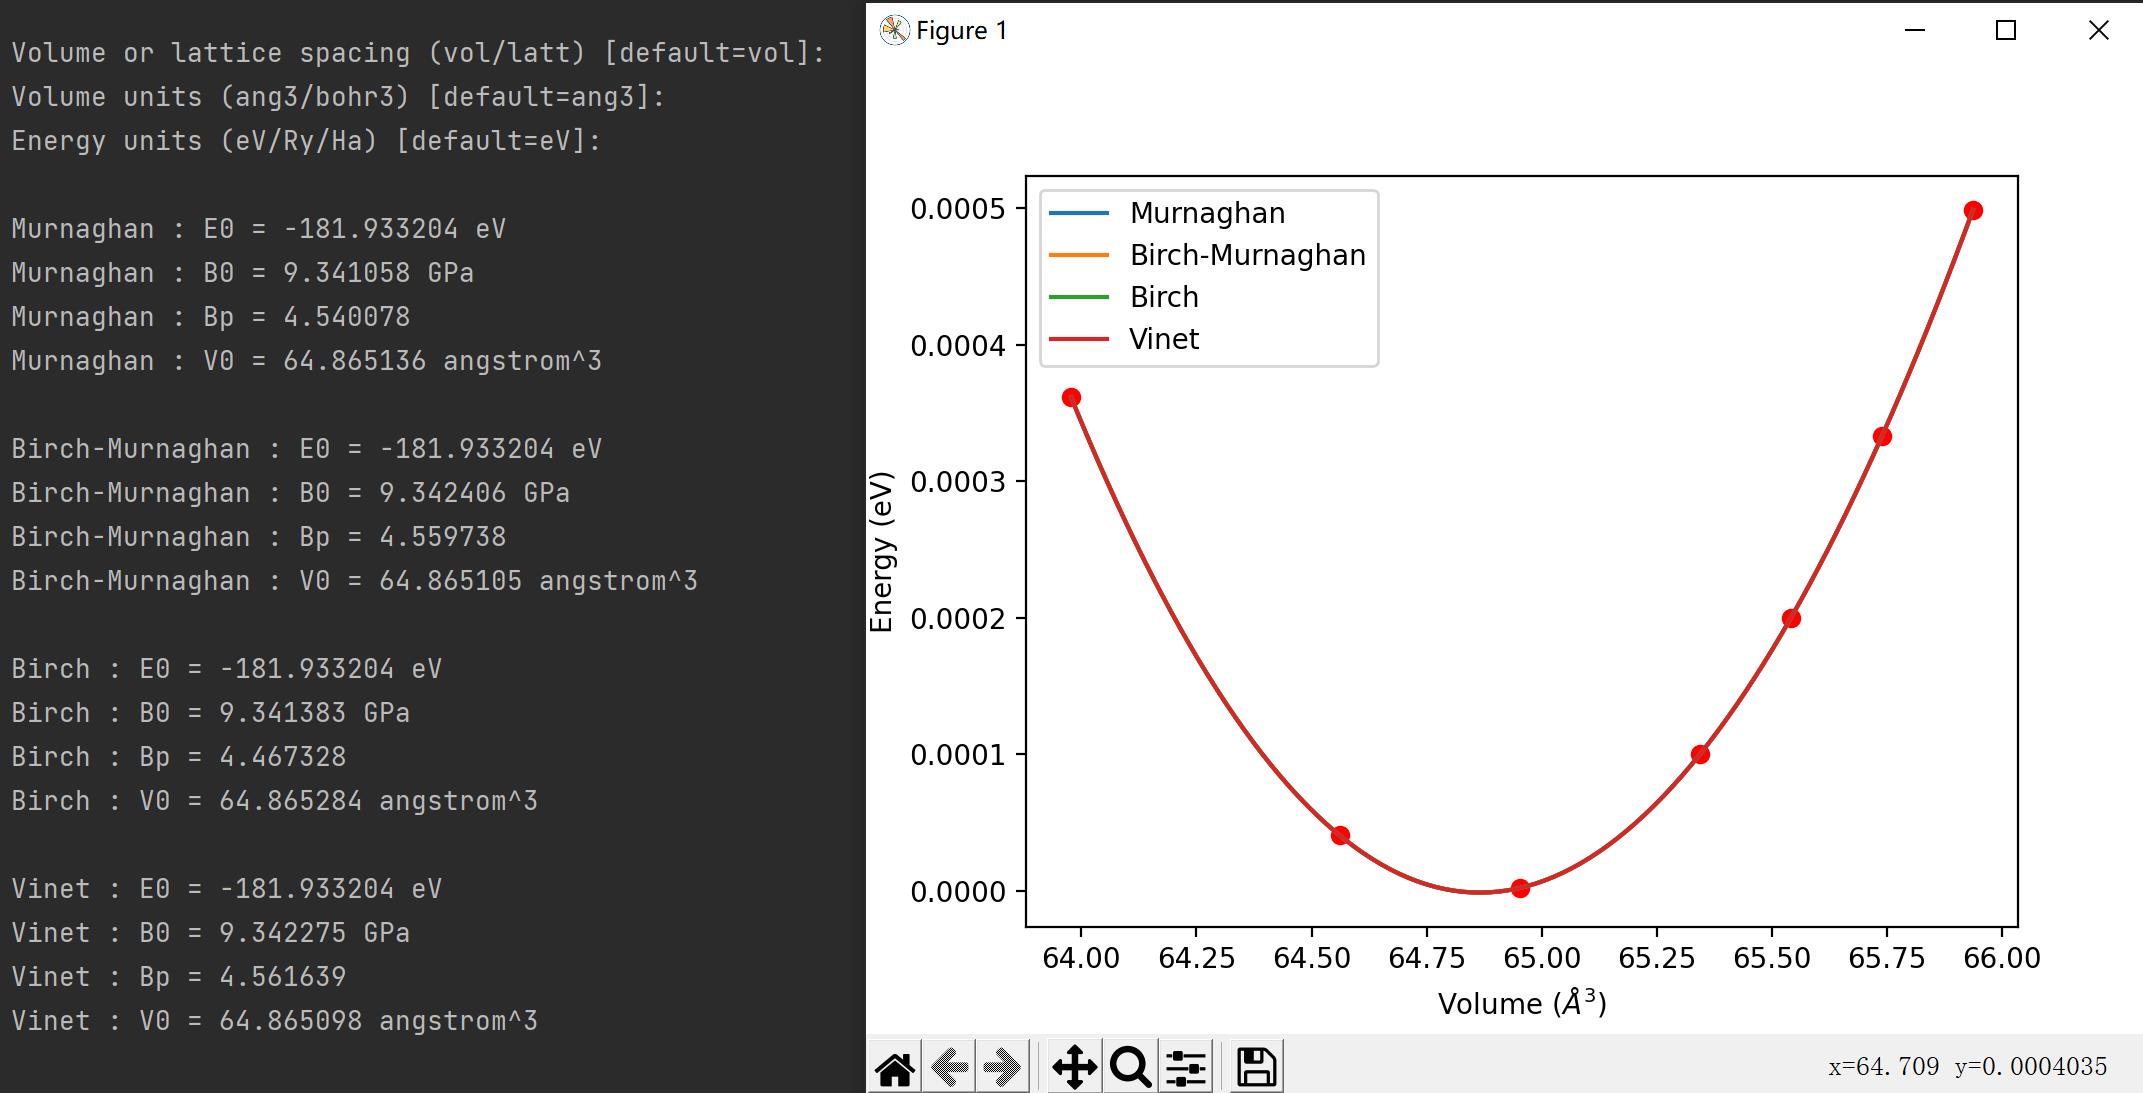 Volume or lattice spacing (vol/latt) [default=vol]:
Volume units (ang3/bohr3) [default=ang3]:
Energy units (eV/Ry/Ha) [default=eV]:
Murnaghan : E0 = -181.933204 eV
Murnaghan : B0 = 9.341058 GPa
Murnaghan : Bp = 4.540078
Murnaghan : V0 = 64.865136 angstrom^3
Birch-Murnaghan : E0 = -181.933204 eV
Birch-Murnaghan : B0 = 9.342406 GPa
Birch-Murnaghan : Bp = 4.559738
Birch-Murnaghan : V0 = 64.865105 angstrom^3
Birch : E0 = -181.933204 eV
Birch : B0 = 9.341383 GPa
Birch : Bp = 4.467328
Birch : V0 = 64.865284 angstrom^3
Vinet : E0 = -181.933204 eV
Vinet : B0 = 9.342275 GPa
Vinet : Bp = 4.561639
Vinet : V0 = 64.865098 angstrom^3
Figure 1
Murnaghan
Birch-Murnaghan
Birch
Vinet
Energy (eV)
0.0005
0.0004
0.0003
0.0002
0.0001
0.0000
64.00 64.25 64.50 64.75 65.00 65.25 65.50 65.75 66.00
Volume (Å³)
x=64.709 y=0.0004035